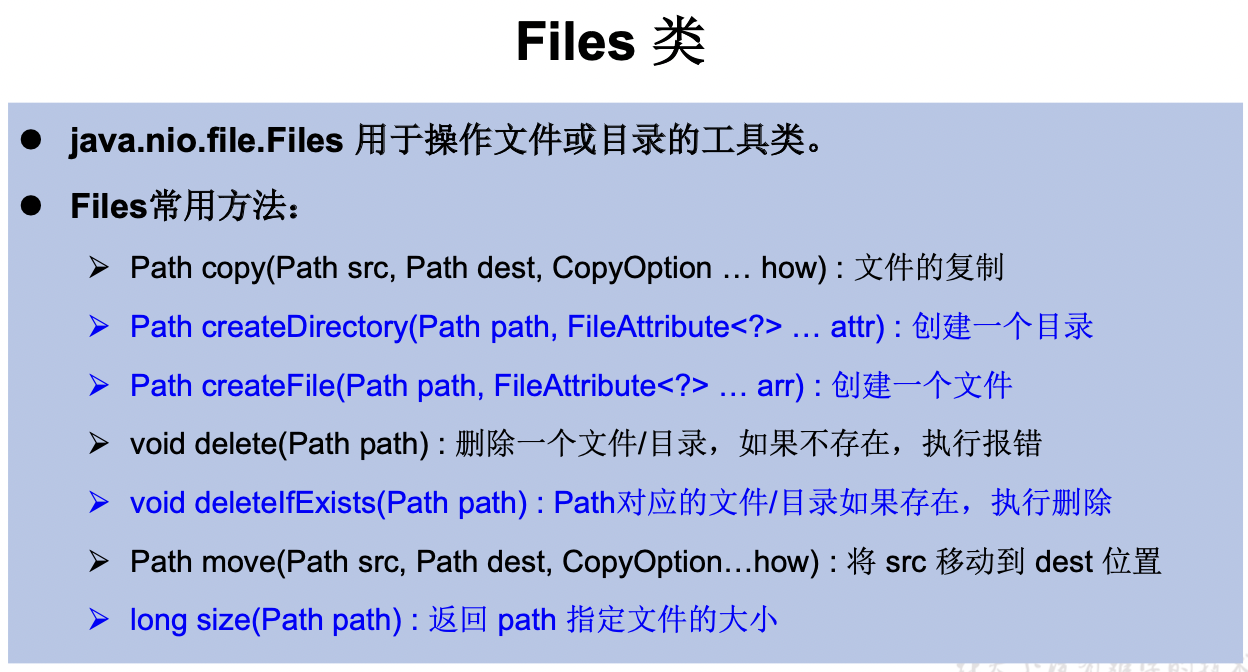 Files 类
● java.nio.file.Files 用于操作文件或目录的工具类。
● Files常用方法：
➢ Path copy(Path src, Path dest, CopyOption … how) : 文件的复制
➢ Path createDirectory(Path path, FileAttribute<?> … attr) : 创建一个目录
➢ Path createFile(Path path, FileAttribute<?> … arr) : 创建一个文件
➢ void delete(Path path) : 删除一个文件/目录，如果不存在，执行报错
➢ void deleteIfExists(Path path) : Path对应的文件/目录如果存在，执行删除
➢ Path move(Path src, Path dest, CopyOption…how) : 将 src 移动到 dest 位置
➢ long size(Path path) : 返回 path 指定文件的大小